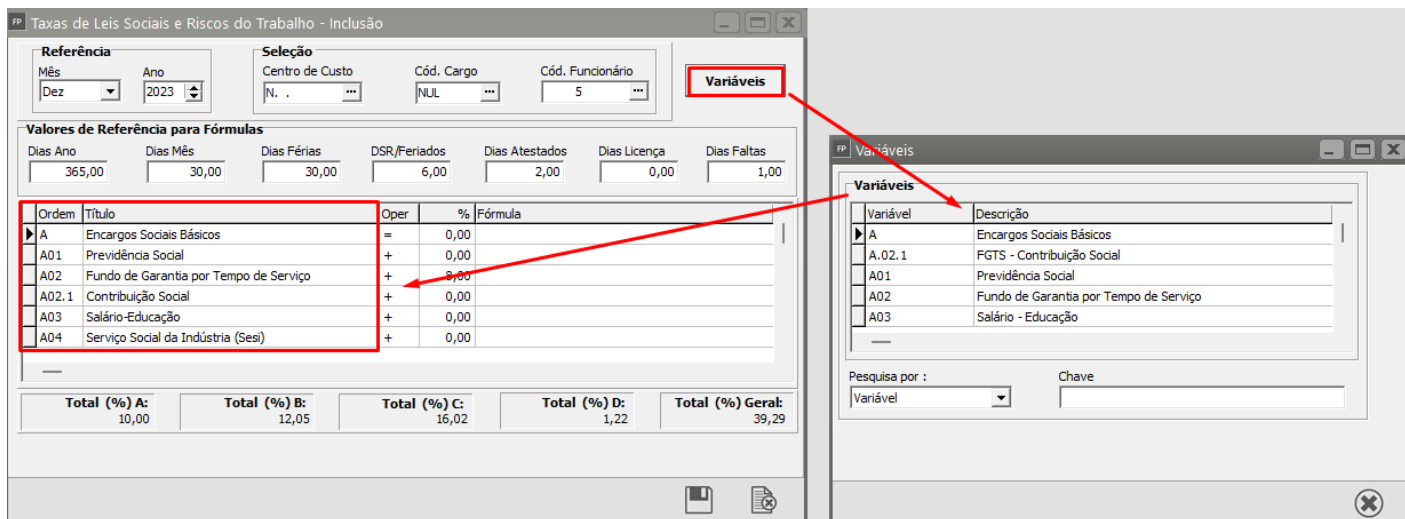 FP Taxas de Leis Sociais e Riscos do Trabalho - Inclusão
Referência
Mês Ano
Dez 2023
Seleção
Centro de Custo Cód. Cargo Cód. Funcionário
N. . ... NUL ... 5 ...
Variáveis
Valores de Referência para Fórmulas
Dias Ano Dias Mês Dias Férias DSR/Feriados Dias Atestados Dias Licença Dias Faltas
365,00 30,00 30,00 6,00 2,00 0,00 1,00
Ordem Título Oper % Fórmula
A Encargos Sociais Básicos = 0,00
A01 Previdência Social + 0,00
A02 Fundo de Garantia por Tempo de Serviço + 8,00
A02.1 Contribuição Social + 0,00
A03 Salário-Educação + 0,00
A04 Serviço Social da Indústria (Sesi) + 0,00
Total (%) A: Total (%) B: Total (%) C: Total (%) D: Total (%) Geral:
10,00 12,05 16,02 1,22 39,29
FP Variáveis
Variáveis
Variável Descrição
A Encargos Sociais Básicos
A.02.1 FGTS - Contribuição Social
A01 Previdência Social
A02 Fundo de Garantia por Tempo de Serviço
A03 Salário - Educação
Pesquisa por : Chave
Variável